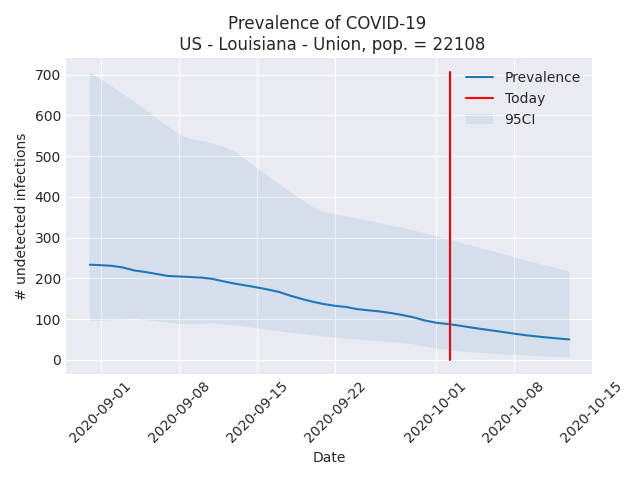 Prevalence of COVID-19
US - Louisiana - Union, pop. = 22108
Prevalence
Today
95CI
700
600
500
400
300
200
100
0
# undetected infections
2020-09-01
2020-09-08
2020-09-15
2020-09-22
2020-10-01
2020-10-08
2020-10-15
Date